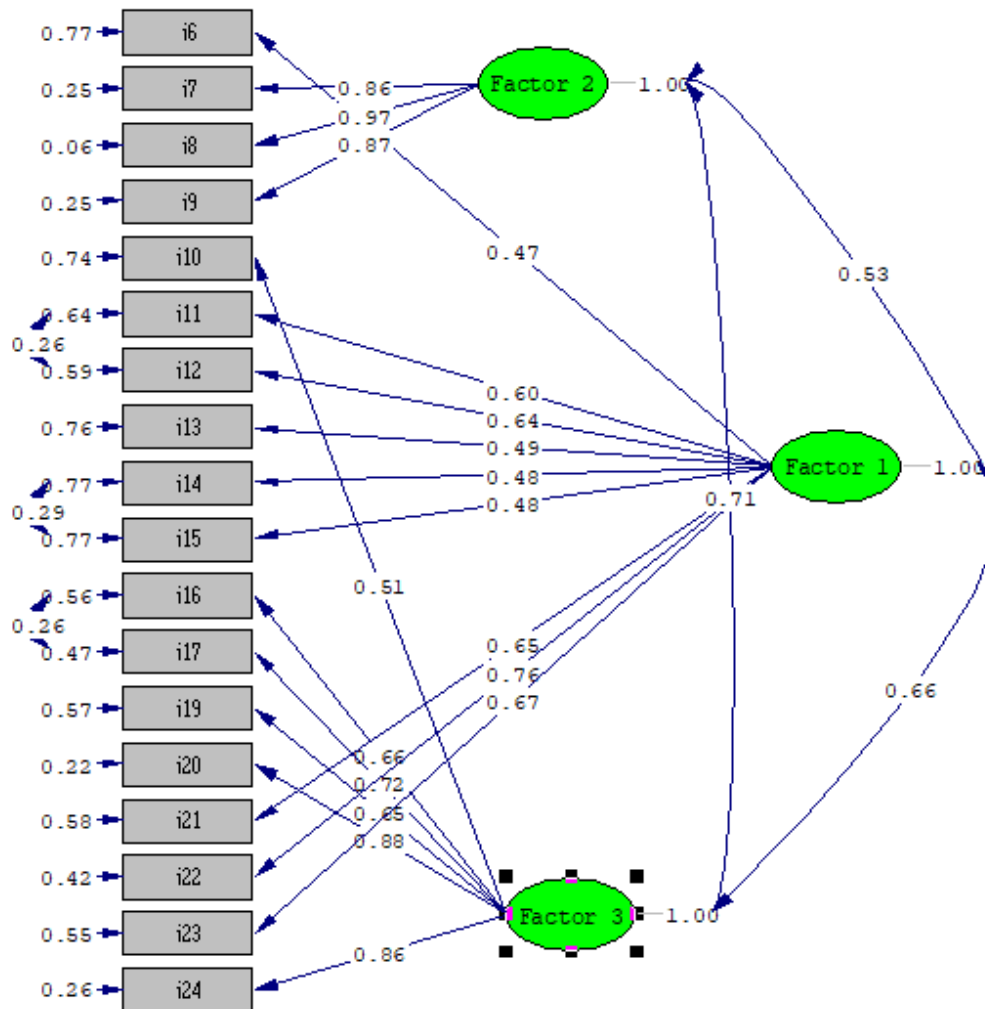 0.77 i6
Factor 2 1.00
0.25 i7 0.86
0.97
0.06 i8 0.87
0.25 i9
0.74 i10 0.47
0.53
0.64 i11
0.26
0.59 i12 0.60
0.64
0.76 i13 0.49
Factor 1 1.00
0.77 i14 0.48
0.29 0.48 0.71
0.77 i15
0.51
0.56 i16
0.26
0.47 i17 0.65
0.76
0.66
0.57 i19 0.67
0.66
0.22 i20 0.72
0.65
0.58 i21 0.88
0.42 i22
Factor 3 1.00
0.55 i23
0.86
0.26 i24